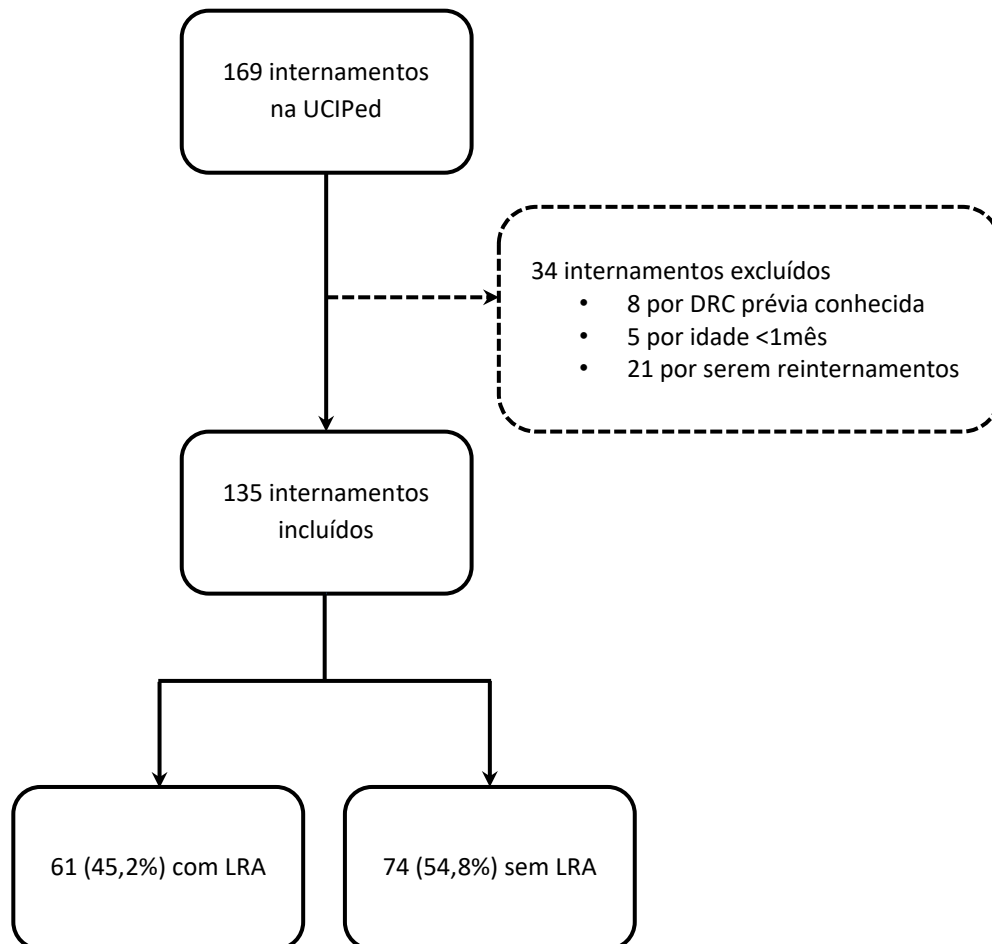 169 internamentos
na UCIPed
34 internamentos excluídos
• 8 por DRC prévia conhecida
• 5 por idade <1mês
• 21 por serem reinternamentos
135 internamentos
incluídos
61 (45,2%) com LRA
74 (54,8%) sem LRA